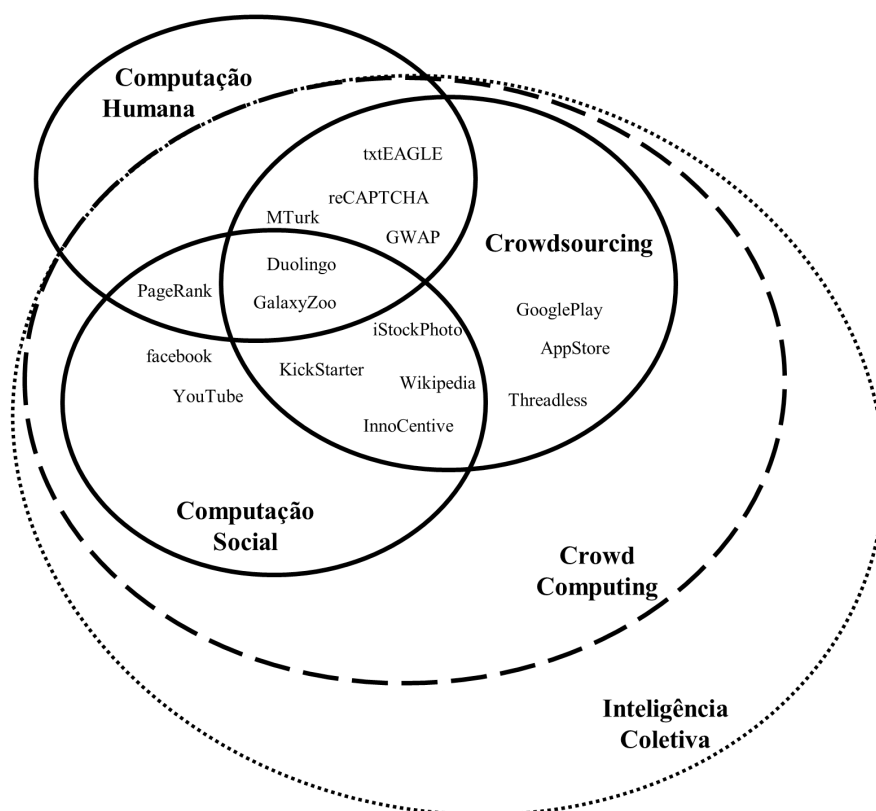 Computação
Humana
txtEAGLE
reCAPTCHA
MTurk
GWAP
Crowdsourcing
Duolingo
PageRank
GalaxyZoo
GooglePlay
iStockPhoto
facebook
AppStore
KickStarter
Wikipedia
YouTube
Threadless
InnoCentive
Computação
Social
Crowd
Computing
Inteligência
Coletiva